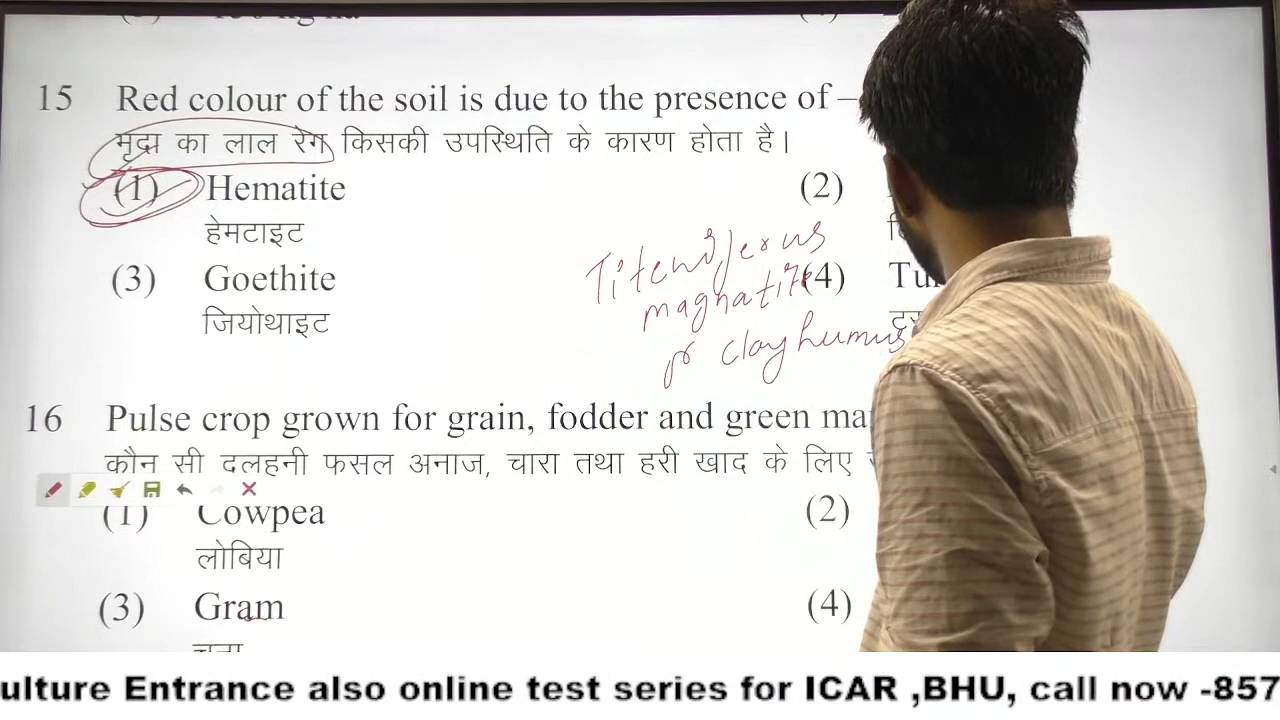 15 Red colour of the soil is due to the presence of –
मृदा का लाल रंग किसकी उपस्थिति के कारण होता है।
(1) Hematite (2)
हेमटाइट
(3) Goethite (4) Tu
जियोथाइट
Titeniferus
magnatite
or clay humus
16 Pulse crop grown for grain, fodder and green ma
कौन सी दलहनी फसल अनाज, चारा तथा हरी खाद के लिए
(1) Cowpea (2)
लोबिया
(3) Gram (4)
चना
ulture Entrance also online test series for ICAR ,BHU, call now -857